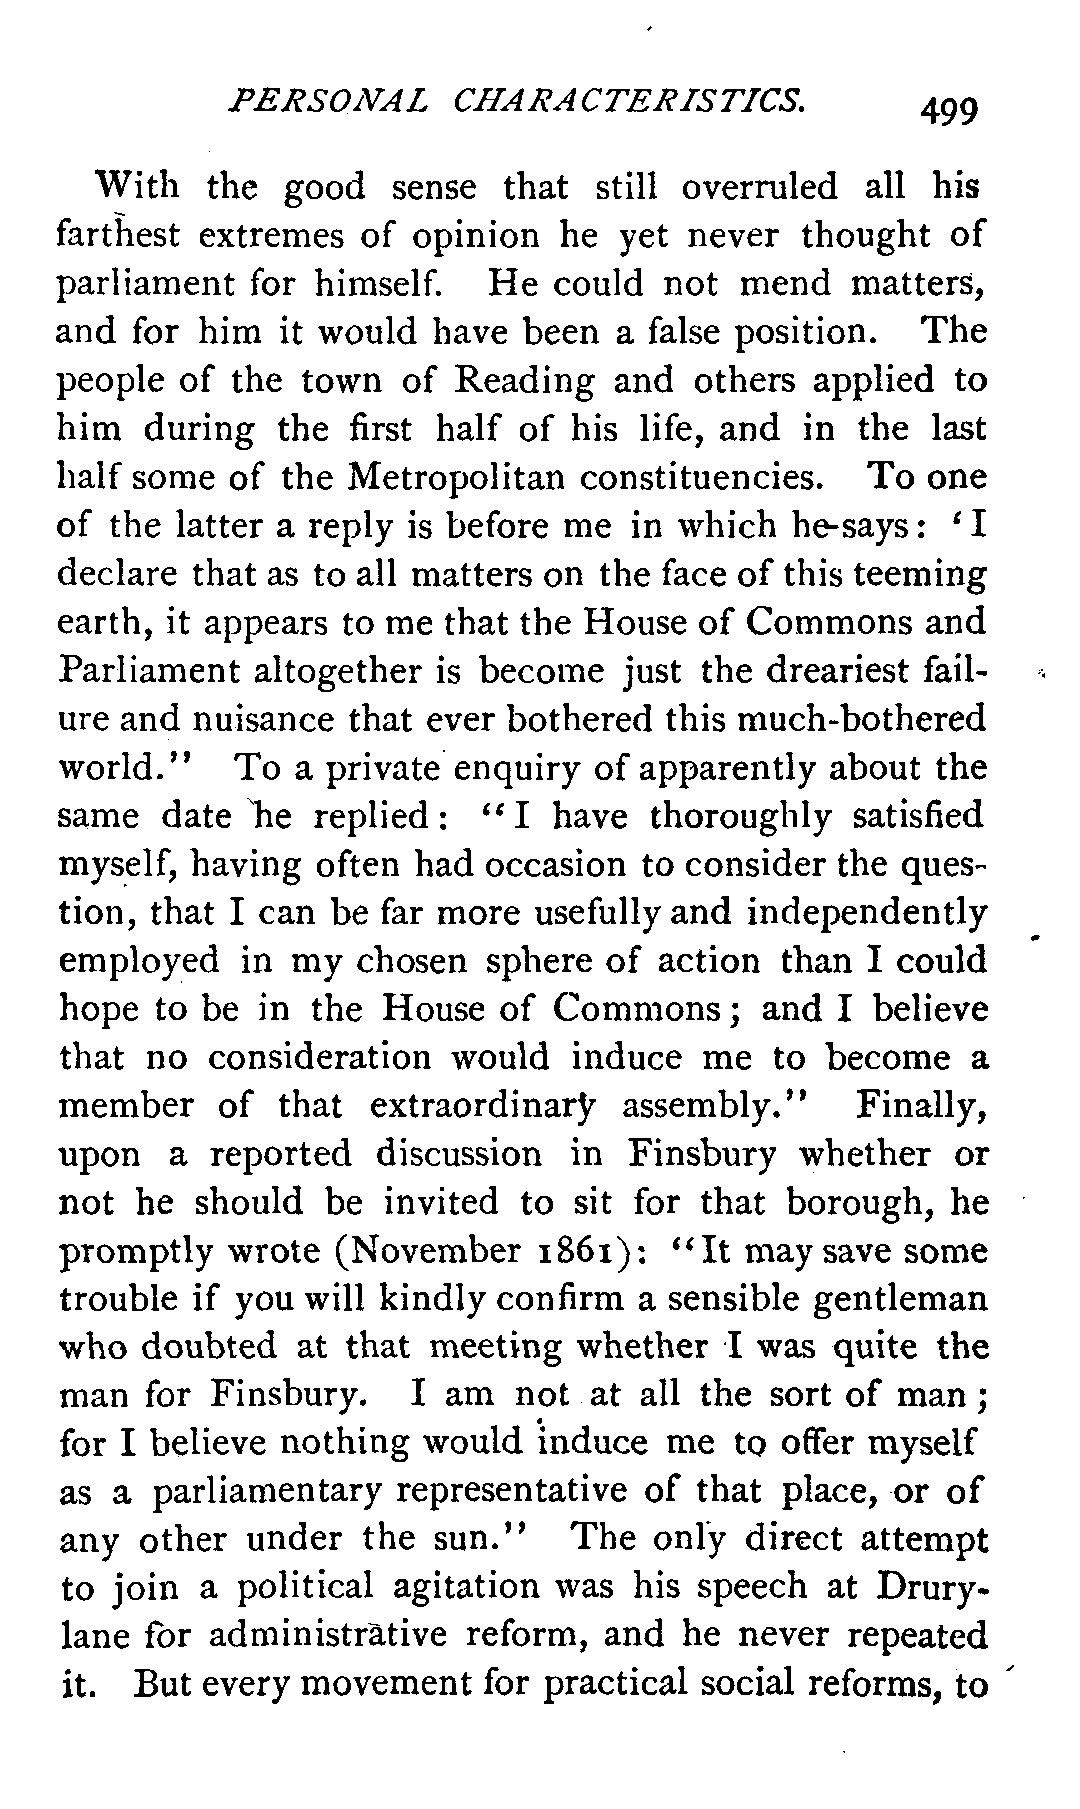 PERSONAL CHARACTERISTICS. 499
With the good sense that still overruled all his
farthest extremes of opinion he yet never thought of
parliament for himself. He could not mend matters,
and for him it would have been a false position. The
people of the town of Reading and others applied to
him during the first half of his life, and in the last
half some of the Metropolitan constituencies. To one
of the latter a reply is before me in which he-says: ‘I
declare that as to all matters on the face of this teeming
earth, it appears to me that the House of Commons and
Parliament altogether is become just the dreariest fail-
ure and nuisance that ever bothered this much-bothered
world.” To a private enquiry of apparently about the
same date he replied: “I have thoroughly satisfied
myself, having often had occasion to consider the ques-
tion, that I can be far more usefully and independently
employed in my chosen sphere of action than I could
hope to be in the House of Commons; and I believe
that no consideration would induce me to become a
member of that extraordinary assembly.” Finally,
upon a reported discussion in Finsbury whether or
not he should be invited to sit for that borough, he
promptly wrote (November 1861): “It may save some
trouble if you will kindly confirm a sensible gentleman
who doubted at that meeting whether I was quite the
man for Finsbury. I am not at all the sort of man;
for I believe nothing would induce me to offer myself
as a parliamentary representative of that place, or of
any other under the sun.” The only direct attempt
to join a political agitation was his speech at Drury-
lane for administrative reform, and he never repeated
it. But every movement for practical social reforms, to